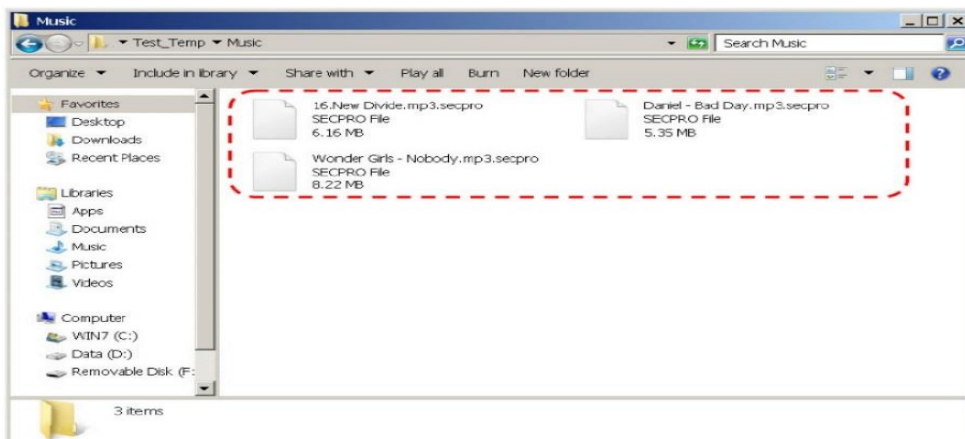 Music
Test_Temp Music
Search Music
Organize Include in library Share with Play all Burn New folder
Favorites
Desktop
Downloads
Recent Places
Libraries
Apps
Documents
Music
Pictures
Videos
Computer
WIN7 (C:)
Data (D:)
Removable Disk (F:
16.New Divide.mp3.secpro
SECPRO File
6.16 MB
Daniel - Bad Day.mp3.secpro
SECPRO File
5.35 MB
Wonder Girls - Nobody.mp3.secpro
SECPRO File
8.22 MB
3 items